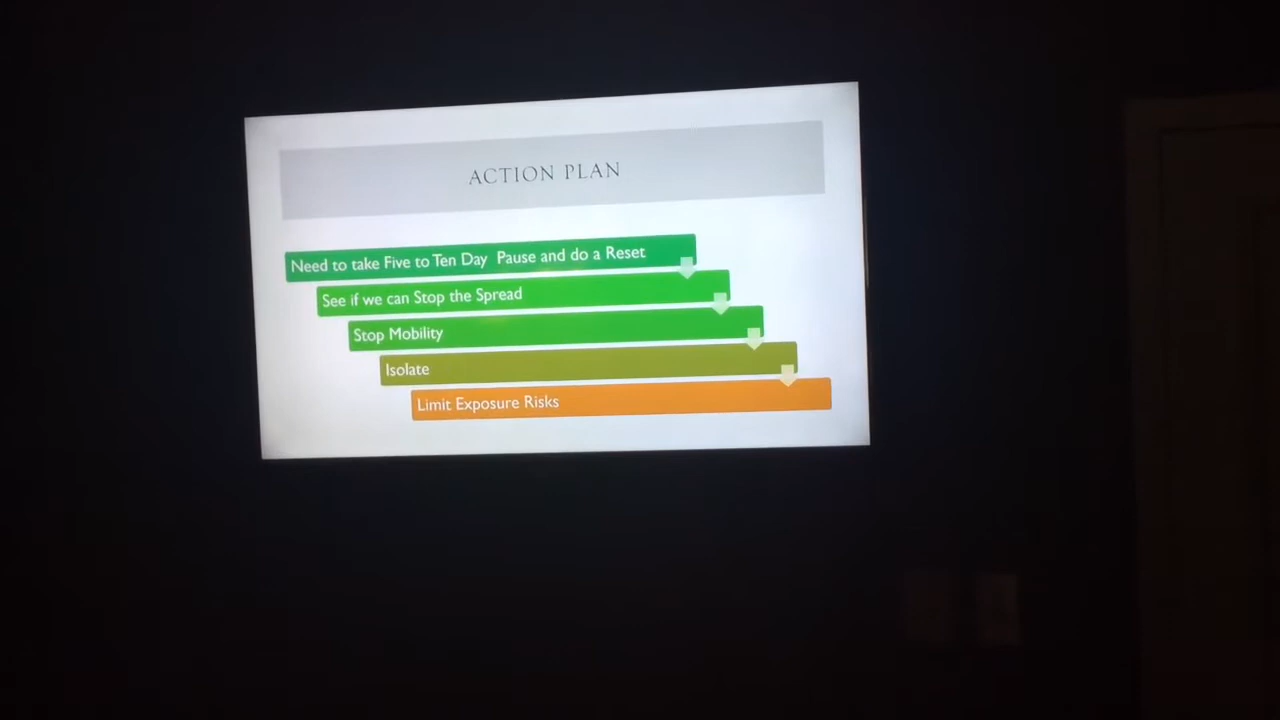 ACTION PLAN
Need to take Five to Ten Day Pause and do a Reset
See if we can Stop the Spread
Stop Mobility
Isolate
Limit Exposure Risks